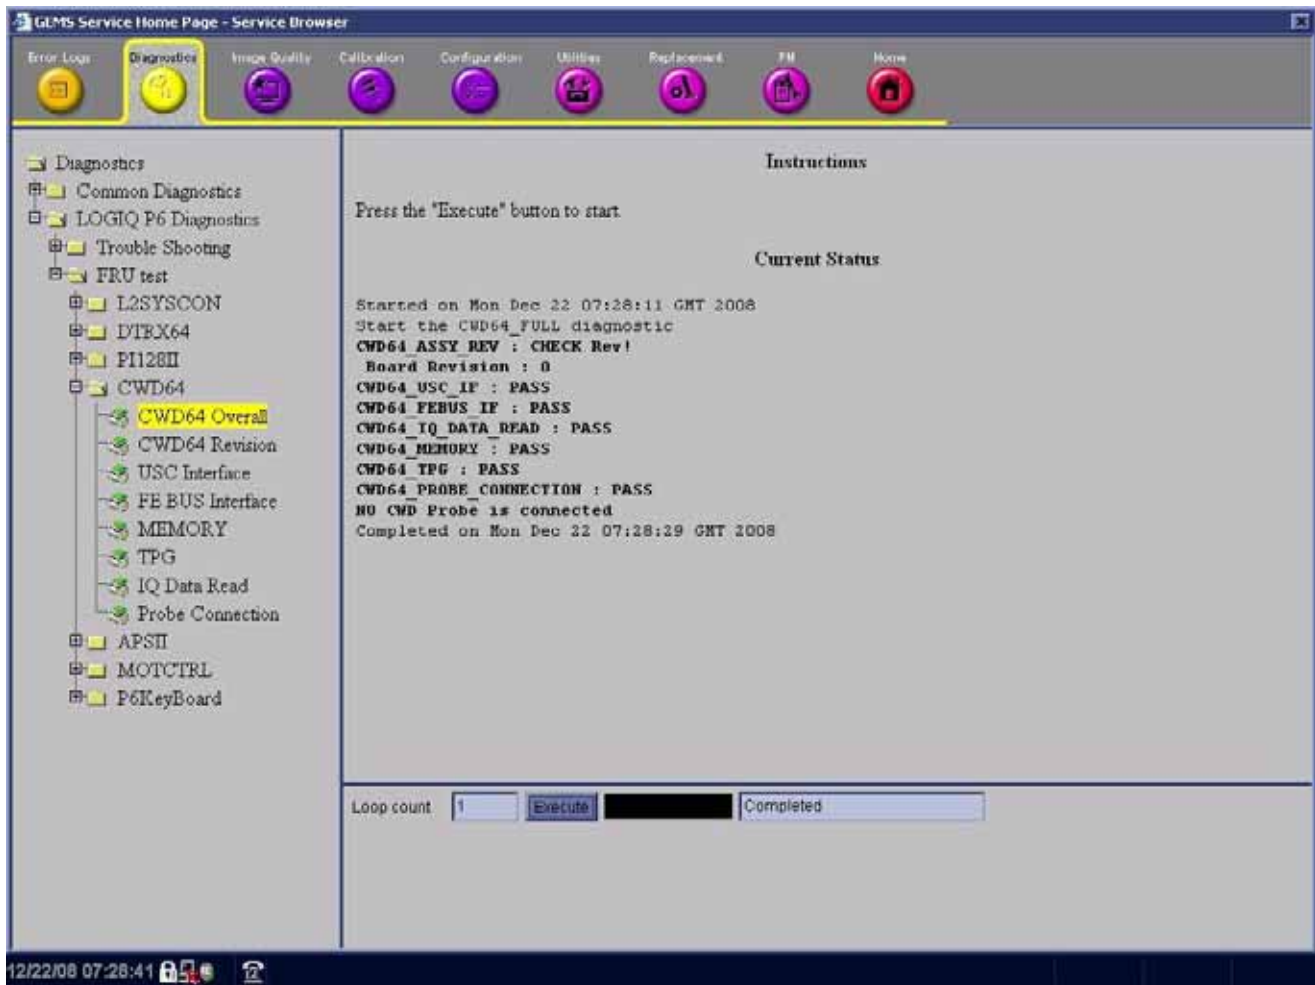 GEMS Service Home Page - Service Browser
Error Logs
Diagnostics
Image Quality
Calibration
Configuration
Utilities
Replacement
PM
Home
Diagnostics
Common Diagnostics
LOGIQ P6 Diagnostics
Trouble Shooting
FRU test
L2SYSCON
DTRX64
PI128II
CWD64
CWD64 Overall
CWD64 Revision
USC Interface
FE BUS Interface
MEMORY
TPG
IQ Data Read
Probe Connection
APSII
MOTCTRL
P6KeyBoard
Instructions
Press the "Execute" button to start
Current Status
Started on Mon Dec 22 07:28:11 GMT 2008
Start the CWD64_FULL diagnostic
CWD64_ASSY_REV : CHECK Rev!
Board Revision : 0
CWD64_USC_IF : PASS
CWD64_FEBUS_IF : PASS
CWD64_IQ_DATA_READ : PASS
CWD64_MEMORY : PASS
CWD64_TPG : PASS
CWD64_PROBE_CONNECTION : PASS
NO CWD Probe is connected
Completed on Mon Dec 22 07:28:29 GMT 2008
Loop count 1 Execute Completed
12/22/08 07:28:41